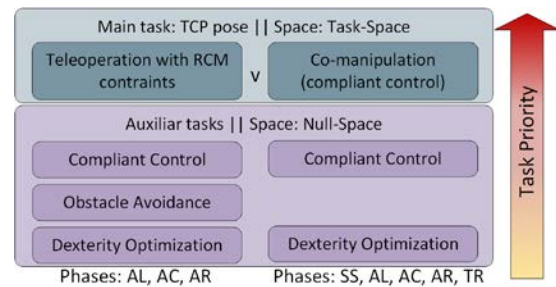 Main task: TCP pose || Space: Task-Space
Teleoperation with RCM
contraints
v
Co-manipulation
(compliant control)
Auxiliar tasks || Space: Null-Space
Compliant Control
Compliant Control
Obstacle Avoidance
Dexterity Optimization
Dexterity Optimization
Phases: AL, AC, AR
Phases: SS, AL, AC, AR, TR
Task Priority